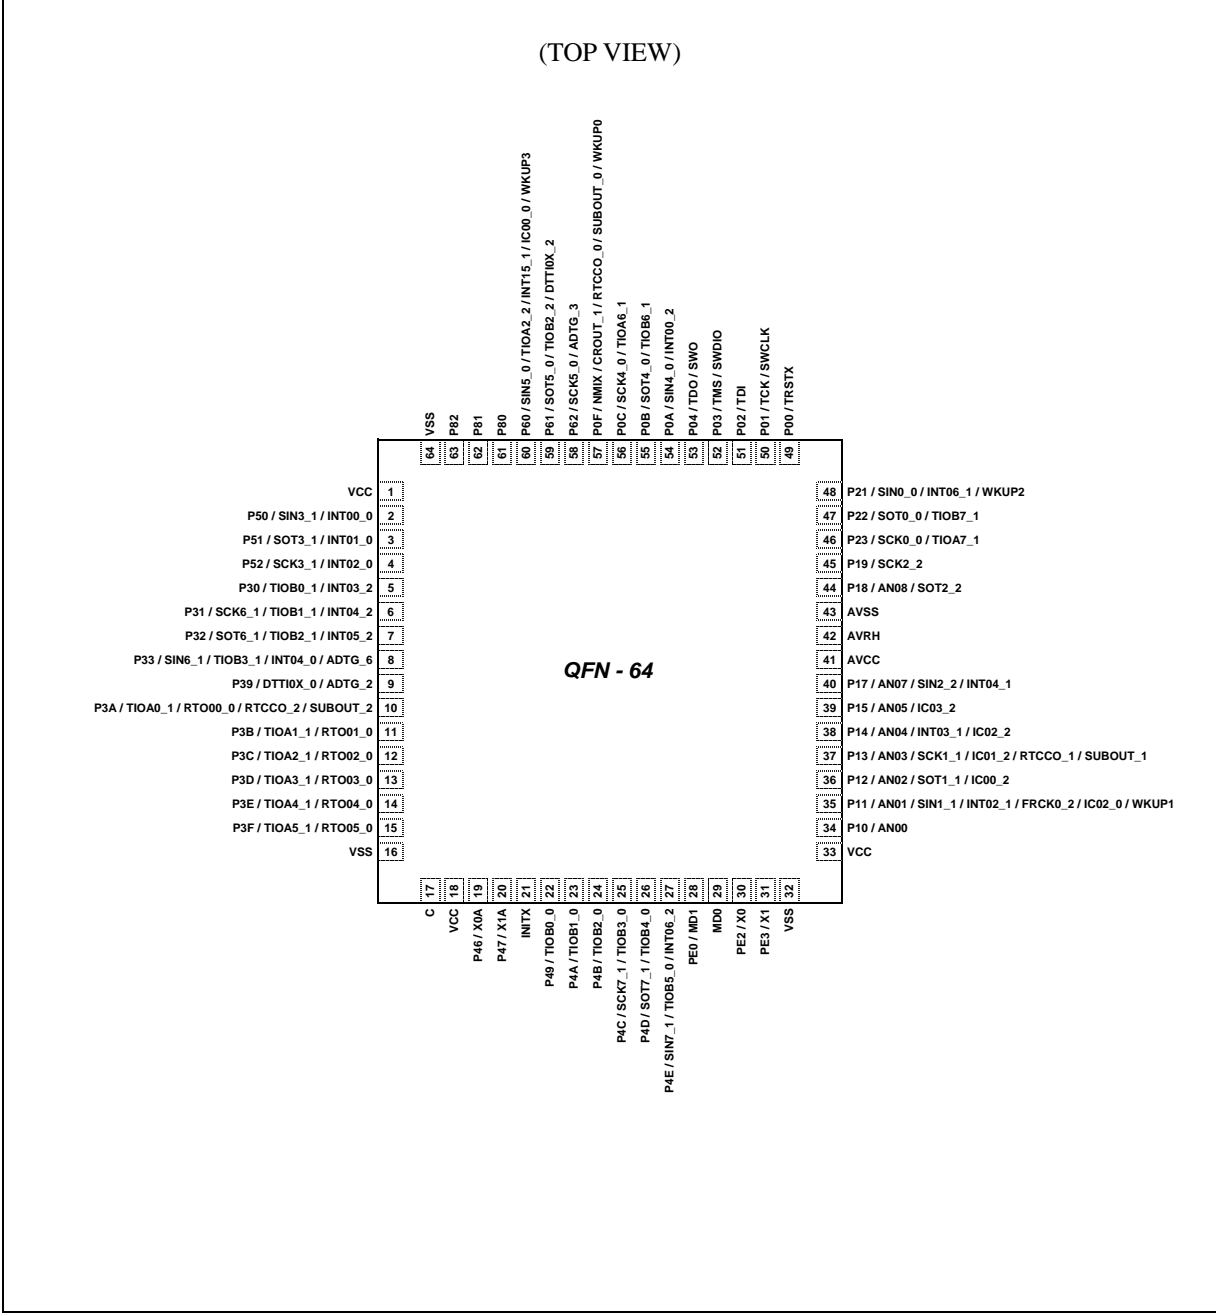 (TOP VIEW)
64 VSS
63 P82
62 P81
61 P80
60 P60 / SIN5_0 / TIOA2_2 / INT15_1 / IC00_0 / WKUP3
59 P61 / SOT5_0 / TIOB2_2 / DTTI0X_2
58 P62 / SCK5_0 / ADTG_3
57 P0F / NMIX / CROUT_1 / RTCCO_0 / SUBOUT_0 / WKUP0
56 P0C / SCK4_0 / TIOA6_1
55 P0B / SOT4_0 / TIOB6_1
54 P0A / SIN4_0 / INT00_2
53 P04 / TDO / SWO
52 P03 / TMS / SWDIO
51 P02 / TDI
50 P01 / TCK / SWCLK
49 P00 / TRSTX
VCC 1
P50 / SIN3_1 / INT00_0 2
P51 / SOT3_1 / INT01_0 3
P52 / SCK3_1 / INT02_0 4
P30 / TIOB0_1 / INT03_2 5
P31 / SCK6_1 / TIOB1_1 / INT04_2 6
P32 / SOT6_1 / TIOB2_1 / INT05_2 7
P33 / SIN6_1 / TIOB3_1 / INT04_0 / ADTG_6 8
P39 / DTTI0X_0 / ADTG_2 9
P3A / TIOA0_1 / RTO00_0 / RTCCO_2 / SUBOUT_2 10
P3B / TIOA1_1 / RTO01_0 11
P3C / TIOA2_1 / RTO02_0 12
P3D / TIOA3_1 / RTO03_0 13
P3E / TIOA4_1 / RTO04_0 14
P3F / TIOA5_1 / RTO05_0 15
VSS 16
QFN - 64
48 P21 / SIN0_0 / INT06_1 / WKUP2
47 P22 / SOT0_0 / TIOB7_1
46 P23 / SCK0_0 / TIOA7_1
45 P19 / SCK2_2
44 P18 / AN08 / SOT2_2
43 AVSS
42 AVRH
41 AVCC
40 P17 / AN07 / SIN2_2 / INT04_1
39 P15 / AN05 / IC03_2
38 P14 / AN04 / INT03_1 / IC02_2
37 P13 / AN03 / SCK1_1 / IC01_2 / RTCCO_1 / SUBOUT_1
36 P12 / AN02 / SOT1_1 / IC00_2
35 P11 / AN01 / SIN1_1 / INT02_1 / FRCK0_2 / IC02_0 / WKUP1
34 P10 / AN00
33 VCC
C 17
VCC 18
P46 / X0A 19
P47 / X1A 20
INITX 21
P49 / TIOB0_0 22
P4A / TIOB1_0 23
P4B / TIOB2_0 24
P4C / SCK7_1 / TIOB3_0 25
P4D / SOT7_1 / TIOB4_0 26
P4E / SIN7_1 / TIOB5_0 / INT06_2 27
PE0 / MD1 28
MD0 29
PE2 / X0 30
PE3 / X1 31
VSS 32